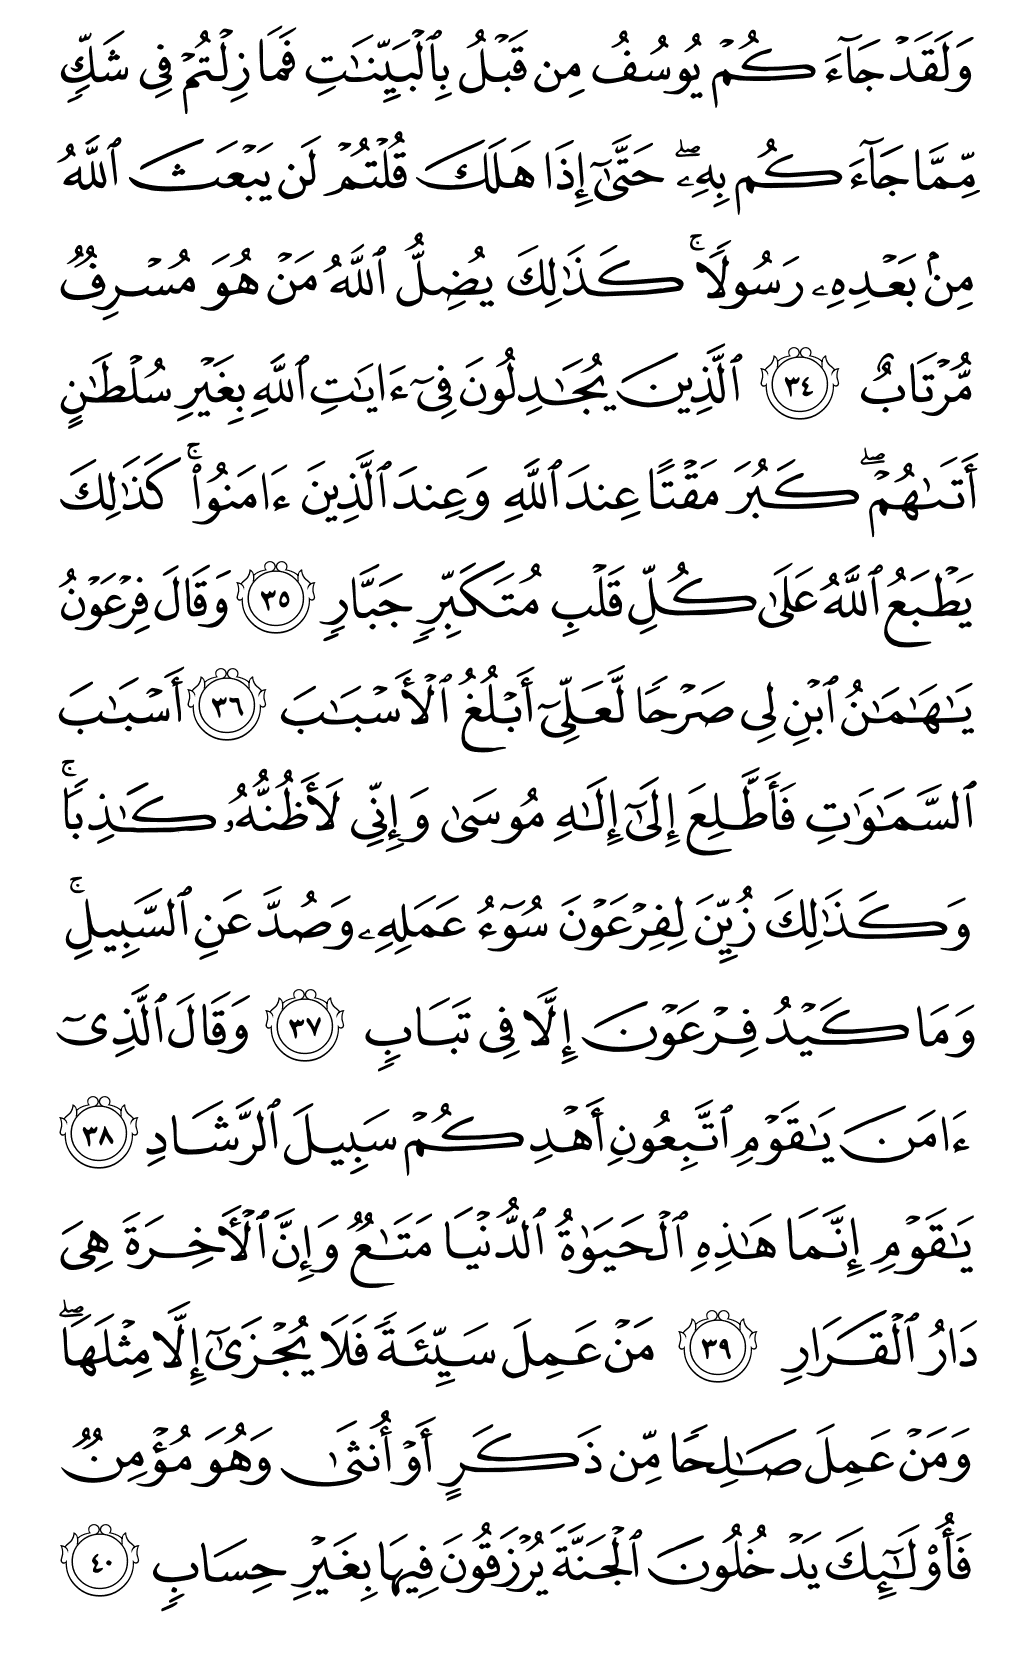 وَلَقَدۡ جَآءَكُمۡ يُوسُفُ مِن قَبۡلُ بِٱلۡبَيِّنَٰتِ فَمَا زِلۡتُمۡ فِي شَكّٖ
مِّمَّا جَآءَكُم بِهِۦۖ حَتَّىٰٓ إِذَا هَلَكَ قُلۡتُمۡ لَن يَبۡعَثَ ٱللَّهُ
مِنۢ بَعۡدِهِۦ رَسُولٗاۚ كَذَٰلِكَ يُضِلُّ ٱللَّهُ مَنۡ هُوَ مُسۡرِفٞ
مُّرۡتَابٌ ٣٤ ٱلَّذِينَ يُجَٰدِلُونَ فِيٓ ءَايَٰتِ ٱللَّهِ بِغَيۡرِ سُلۡطَٰنٍ
أَتَىٰهُمۡۖ كَبُرَ مَقۡتًا عِندَ ٱللَّهِ وَعِندَ ٱلَّذِينَ ءَامَنُواْۚ كَذَٰلِكَ
يَطۡبَعُ ٱللَّهُ عَلَىٰ كُلِّ قَلۡبِ مُتَكَبِّرٖ جَبَّارٖ ٣٥ وَقَالَ فِرۡعَوۡنُ
يَٰهَٰمَٰنُ ٱبۡنِ لِي صَرۡحٗا لَّعَلِّيٓ أَبۡلُغُ ٱلۡأَسۡبَٰبَ ٣٦ أَسۡبَٰبَ
ٱلسَّمَٰوَٰتِ فَأَطَّلِعَ إِلَىٰٓ إِلَٰهِ مُوسَىٰ وَإِنِّي لَأَظُنُّهُۥ كَٰذِبٗاۚ
وَكَذَٰلِكَ زُيِّنَ لِفِرۡعَوۡنَ سُوٓءُ عَمَلِهِۦ وَصُدَّ عَنِ ٱلسَّبِيلِۚ
وَمَا كَيۡدُ فِرۡعَوۡنَ إِلَّا فِي تَبَابٖ ٣٧ وَقَالَ ٱلَّذِيٓ
ءَامَنَ يَٰقَوۡمِ ٱتَّبِعُونِ أَهۡدِكُمۡ سَبِيلَ ٱلرَّشَادِ ٣٨
يَٰقَوۡمِ إِنَّمَا هَٰذِهِ ٱلۡحَيَوٰةُ ٱلدُّنۡيَا مَتَٰعٞ وَإِنَّ ٱلۡأٓخِرَةَ هِيَ
دَارُ ٱلۡقَرَارِ ٣٩ مَنۡ عَمِلَ سَيِّئَةٗ فَلَا يُجۡزَىٰٓ إِلَّا مِثۡلَهَاۖ
وَمَنۡ عَمِلَ صَٰلِحٗا مِّن ذَكَرٍ أَوۡ أُنثَىٰ وَهُوَ مُؤۡمِنٞ
فَأُوْلَٰٓئِكَ يَدۡخُلُونَ ٱلۡجَنَّةَ يُرۡزَقُونَ فِيهَا بِغَيۡرِ حِسَابٖ ٤٠